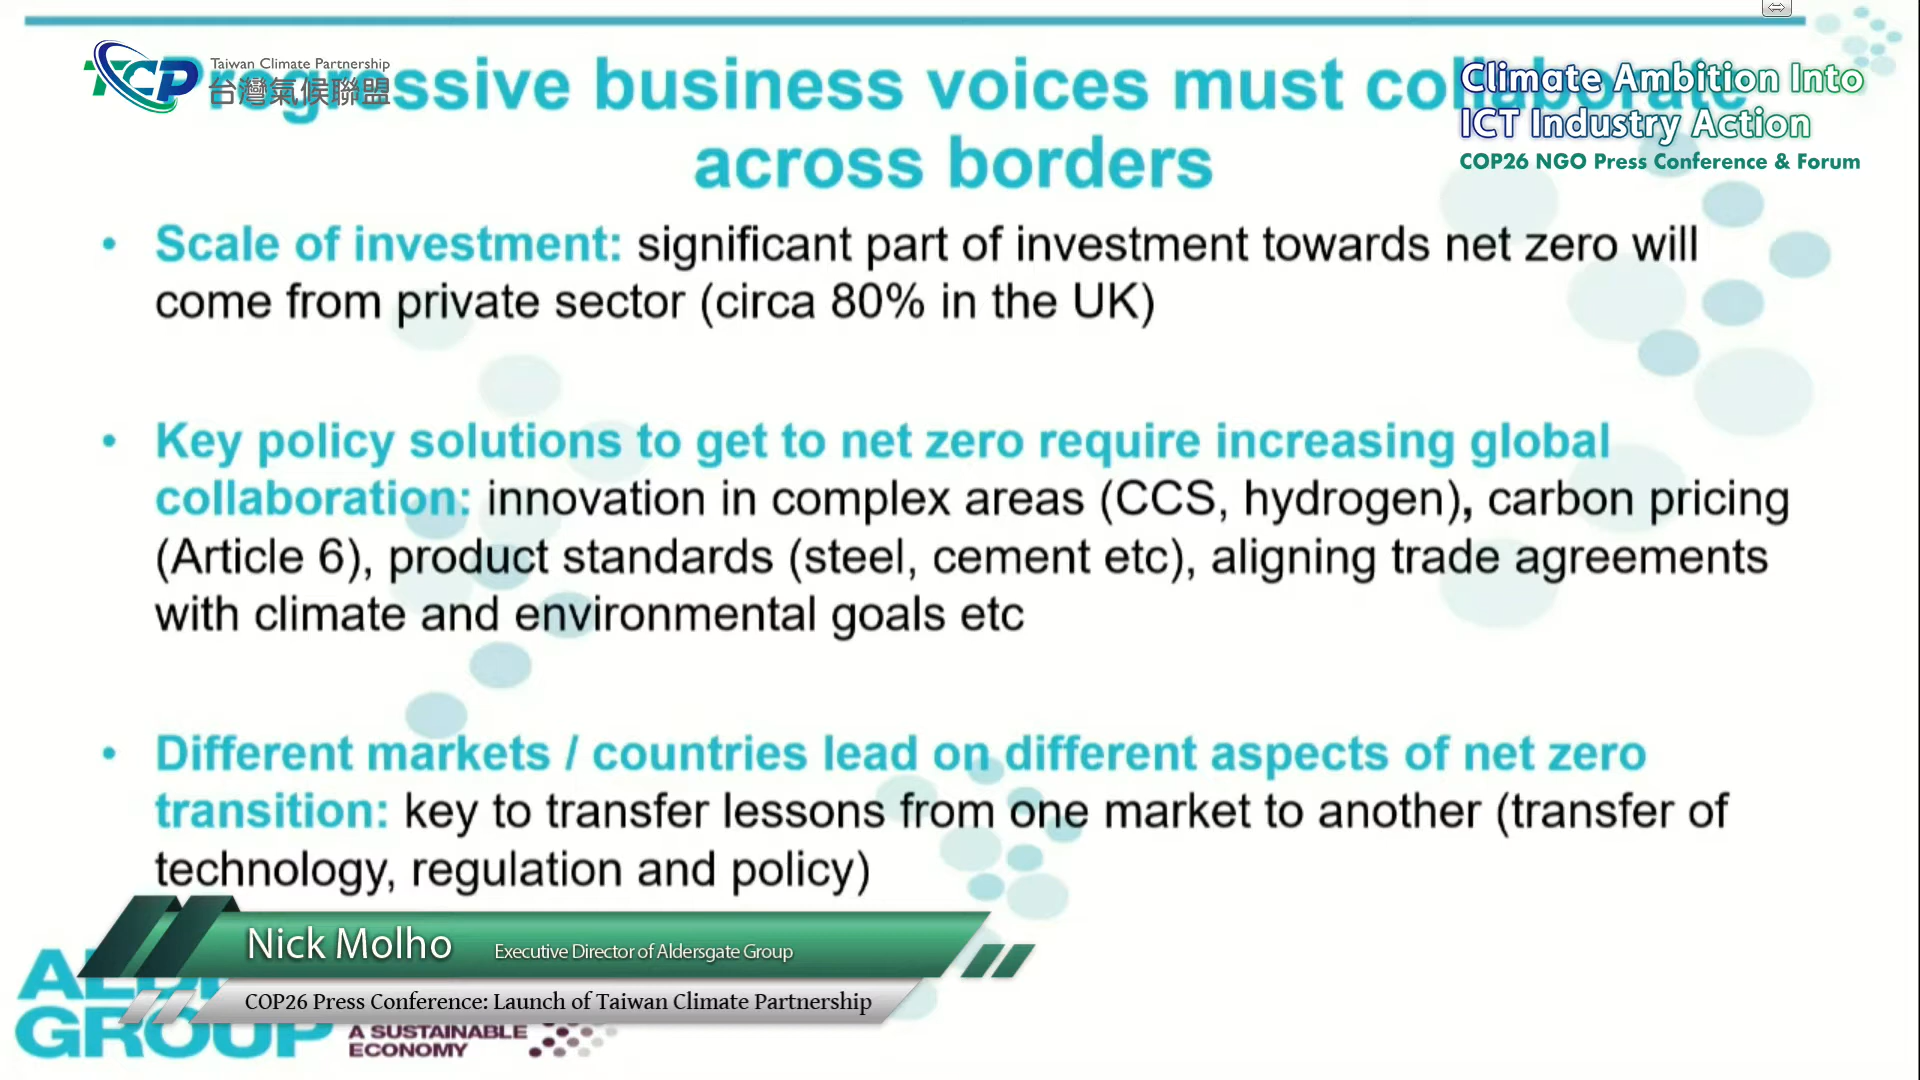 TCP
Taiwan Climate Partnership
台灣氣候聯盟
Progressive business voices must collaborate
across borders
Climate Ambition Into
ICT Industry Action
COP26 NGO Press Conference & Forum
• Scale of investment: significant part of investment towards net zero will
come from private sector (circa 80% in the UK)
• Key policy solutions to get to net zero require increasing global
collaboration: innovation in complex areas (CCS, hydrogen), carbon pricing
(Article 6), product standards (steel, cement etc), aligning trade agreements
with climate and environmental goals etc
• Different markets / countries lead on different aspects of net zero
transition: key to transfer lessons from one market to another (transfer of
technology, regulation and policy)
Nick Molho Executive Director of Aldersgate Group
COP26 Press Conference: Launch of Taiwan Climate Partnership
GROUP
A SUSTAINABLE
ECONOMY